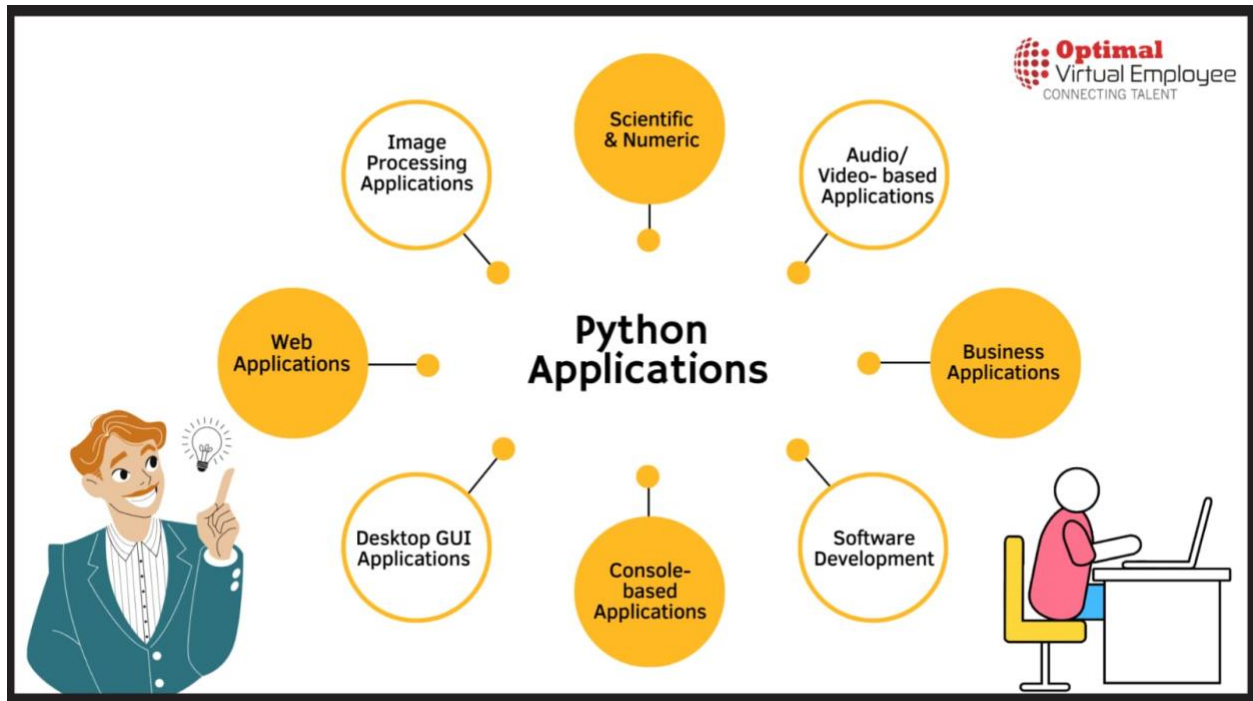 Optimal
Virtual Employee
CONNECTING TALENT
Scientific
& Numeric
Image
Processing
Applications
Audio/
Video- based
Applications
Web
Applications
Python
Applications
Business
Applications
Desktop GUI
Applications
Console-
based
Applications
Software
Development